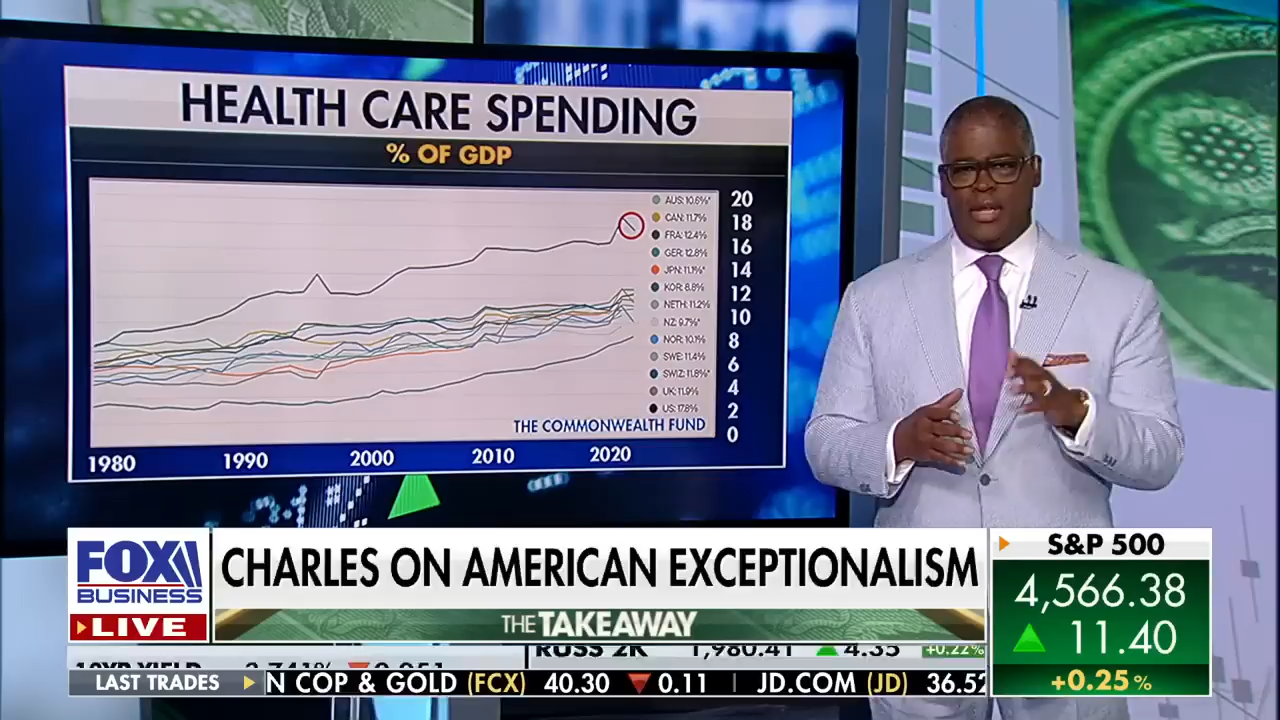 HEALTH CARE SPENDING
% OF GDP
AUS: 10.6%*
CAN: 11.7%
FRA: 12.4%
GER: 12.8%
JPN: 11.1%*
KOR: 8.8%
NETH: 11.2%
NZ: 9.7%*
NOR: 10.1%
SWE: 11.4%
SWIZ: 11.8%*
UK: 11.9%
US: 17.8%
20
18
16
14
12
10
8
6
4
2
0
THE COMMONWEALTH FUND
1980 1990 2000 2010 2020
FOX
BUSINESS
LIVE
CHARLES ON AMERICAN EXCEPTIONALISM
THE TAKEAWAY
S&P 500
4,566.38
11.40
+0.25%
10YR YIELD RUSS 2K 1,980.41 4.35 +0.22%
LAST TRADES N COP & GOLD (FCX) 40.30 0.11 | JD.COM (JD) 36.52